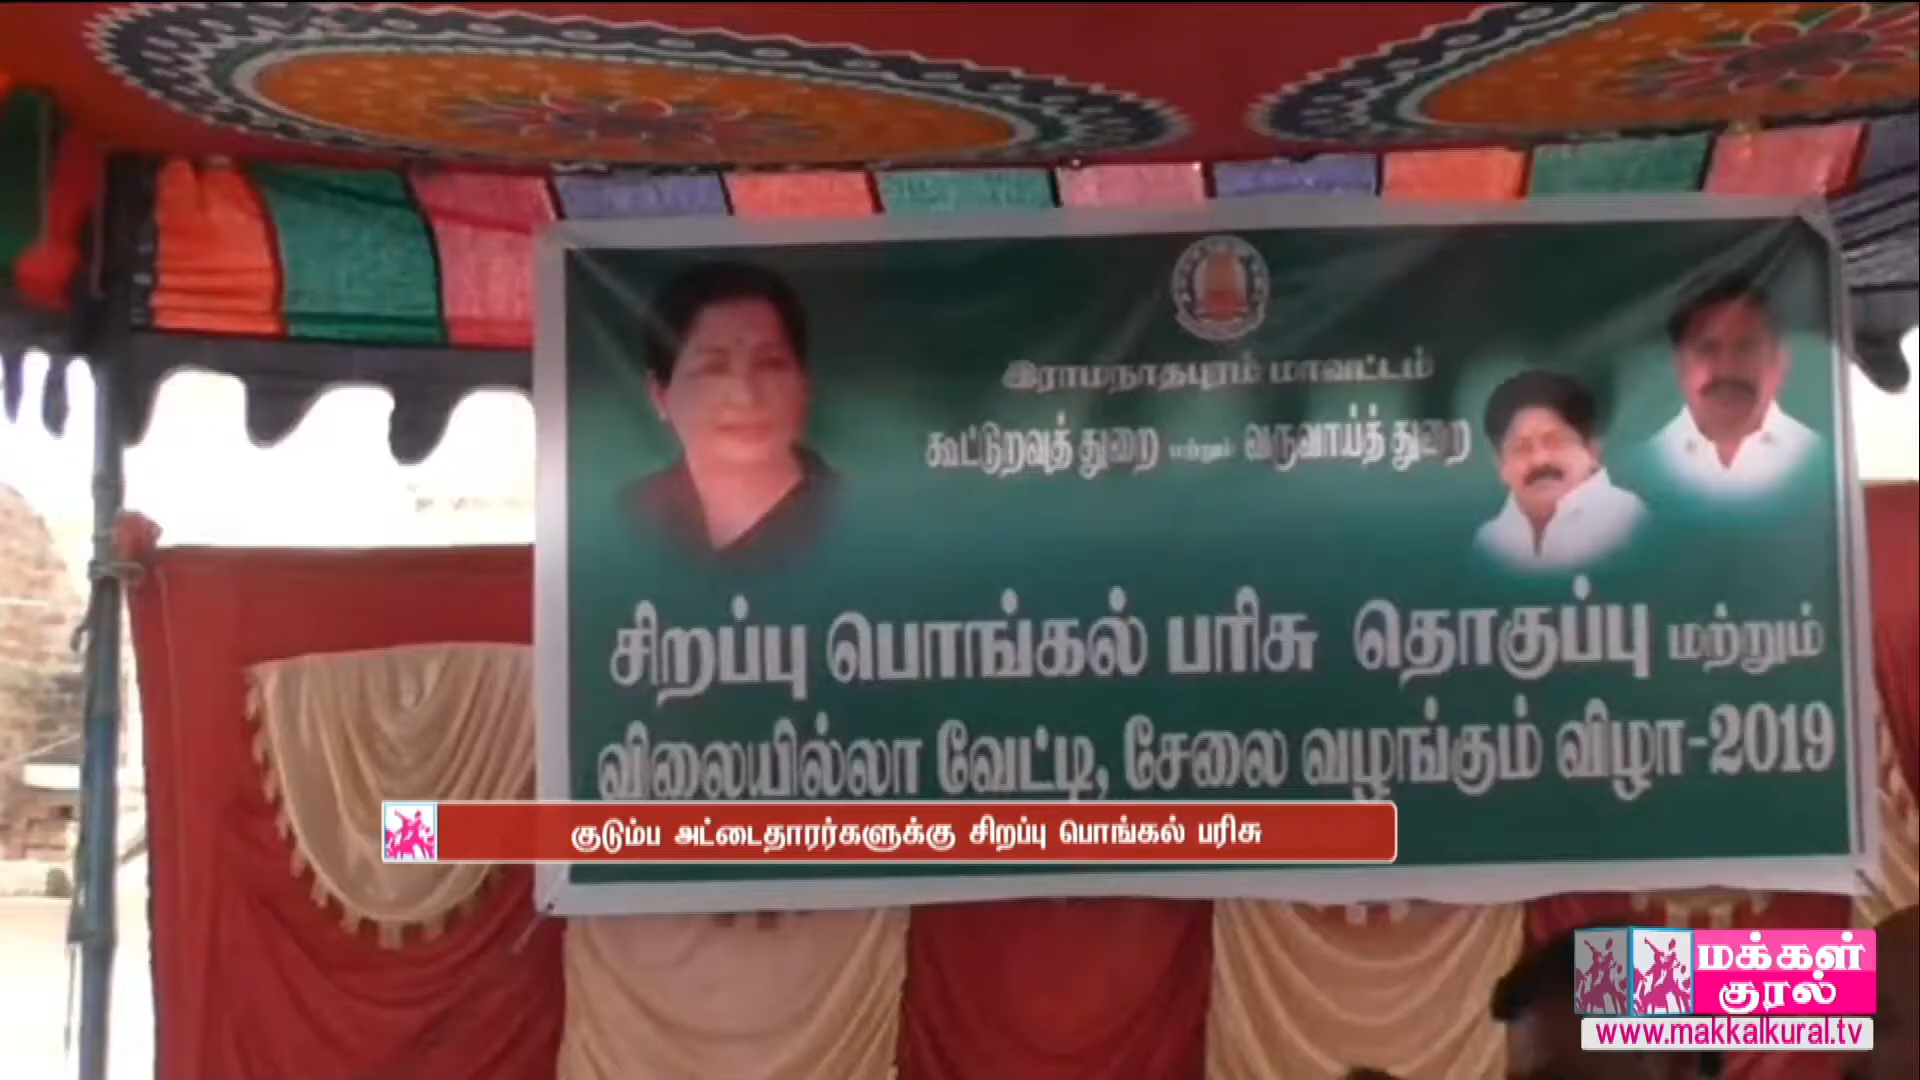 இராமநாதபுரம் மாவட்டம்
கூட்டுறவுத் துறை மற்றும் வருவாய்த் துறை
சிறப்பு பொங்கல் பரிசு தொகுப்பு மற்றும்
விலையில்லா வேட்டி, சேலை வழங்கும் விழா-2019
குடும்ப அட்டைதாரர்களுக்கு சிறப்பு பொங்கல் பரிசு
மக்கள்
குரல்
www.makkalkural.tv